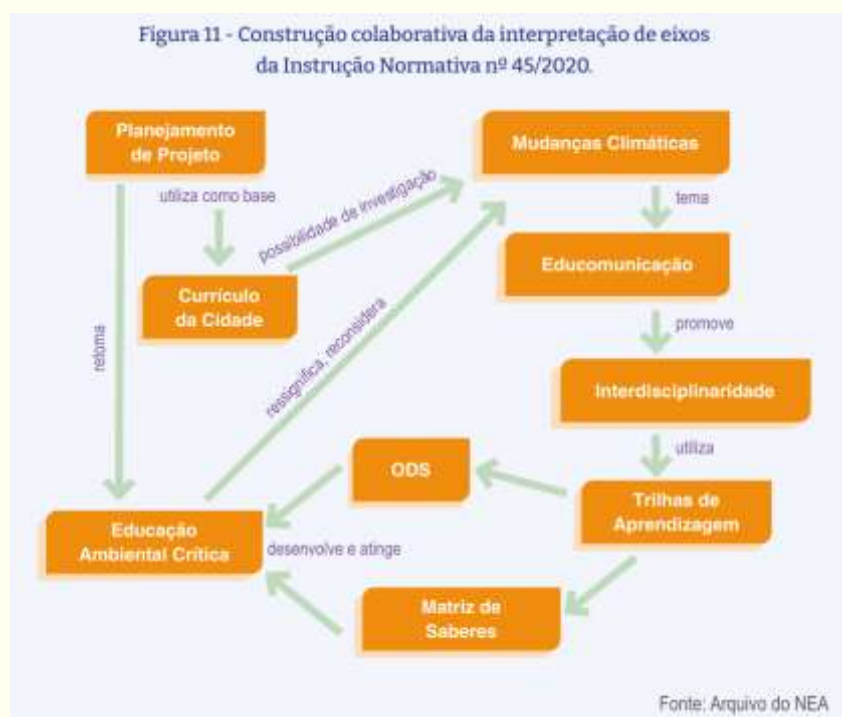 Figura 11 - Construção colaborativa da interpretação de eixos
da Instrução Normativa nº 45/2020.
Planejamento
de Projeto
Mudanças Climáticas
utiliza como base
possibilidade de investigação
tema
Educomunicação
Currículo
da Cidade
promove
retoma
ressignifica, reconsidera
Interdisciplinaridade
utiliza
ODS
Trilhas de
Aprendizagem
Educação
Ambiental Crítica
desenvolve e atinge
Matriz de
Saberes
Fonte: Arquivo do NEA